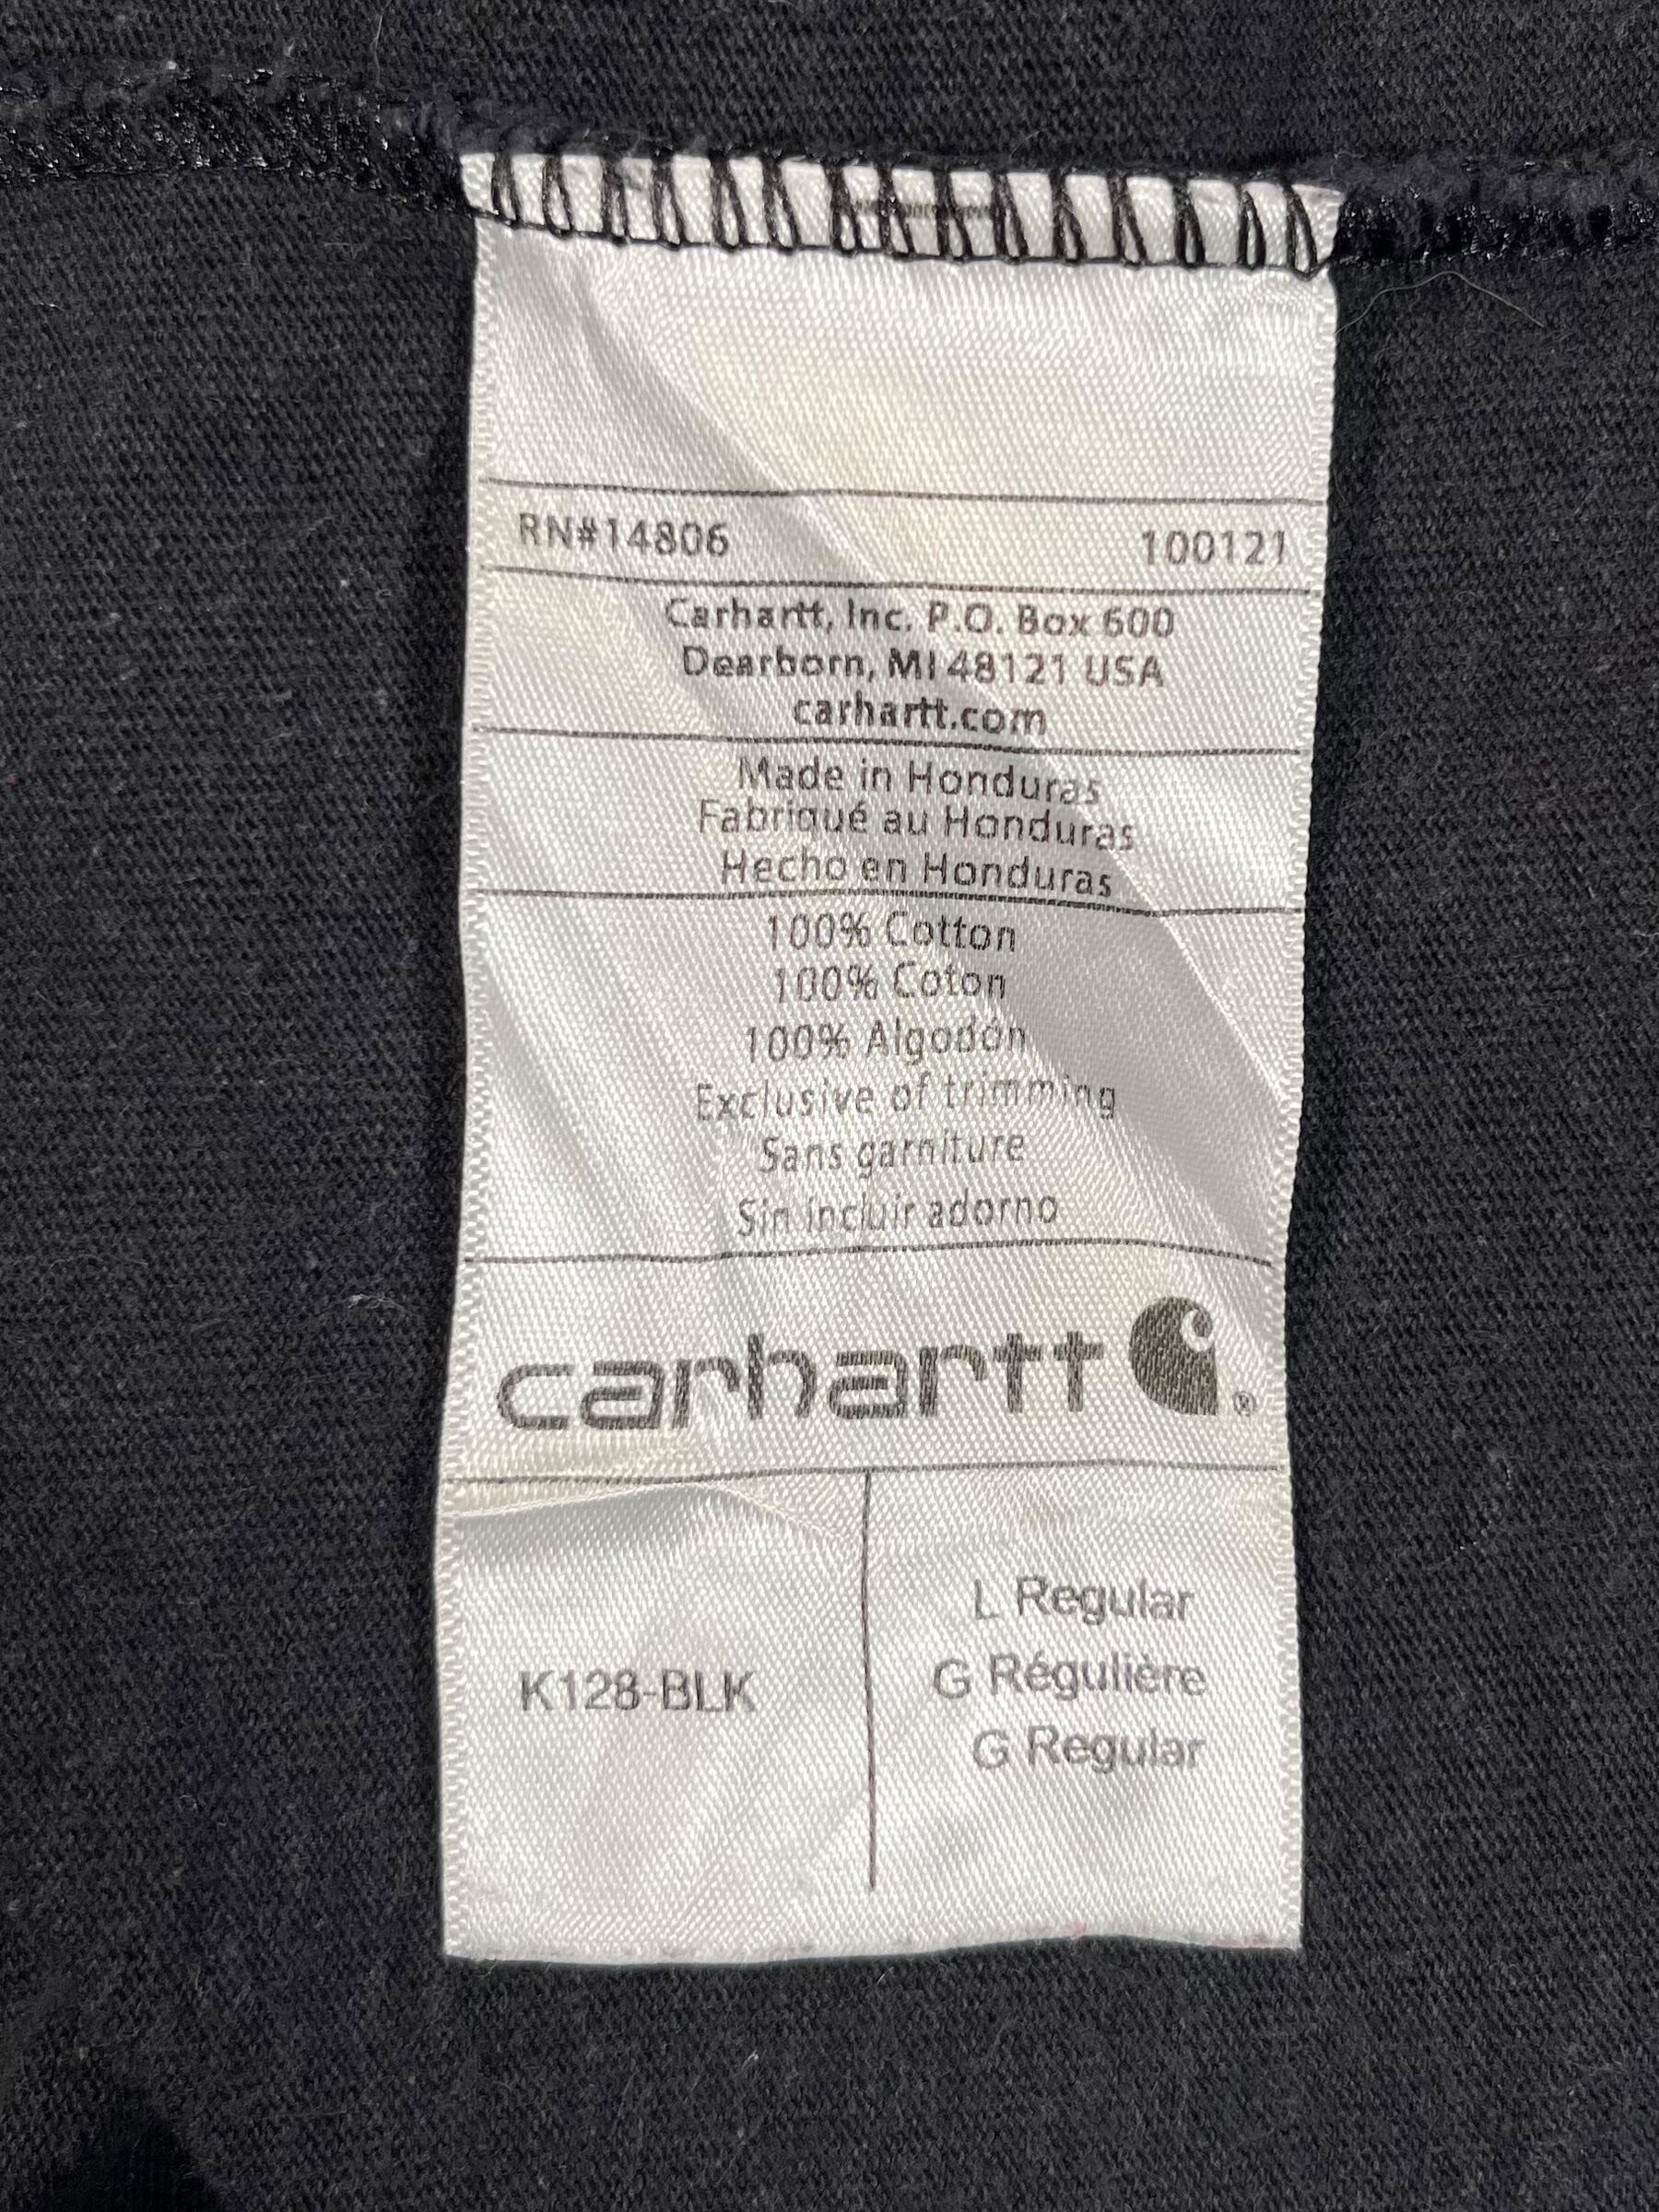 RN#14806 100121
Carhartt, Inc. P.O. Box 600
Dearborn, MI 48121 USA
carhartt.com
Made in Honduras
Fabriqué au Honduras
Hecho en Honduras
100% Cotton
100% Coton
100% Algodón
Exclusive of trimming
Sans garniture
Sin incluir adorno
carhartt ®
K128-BLK
L Regular
G Régulière
G Regular